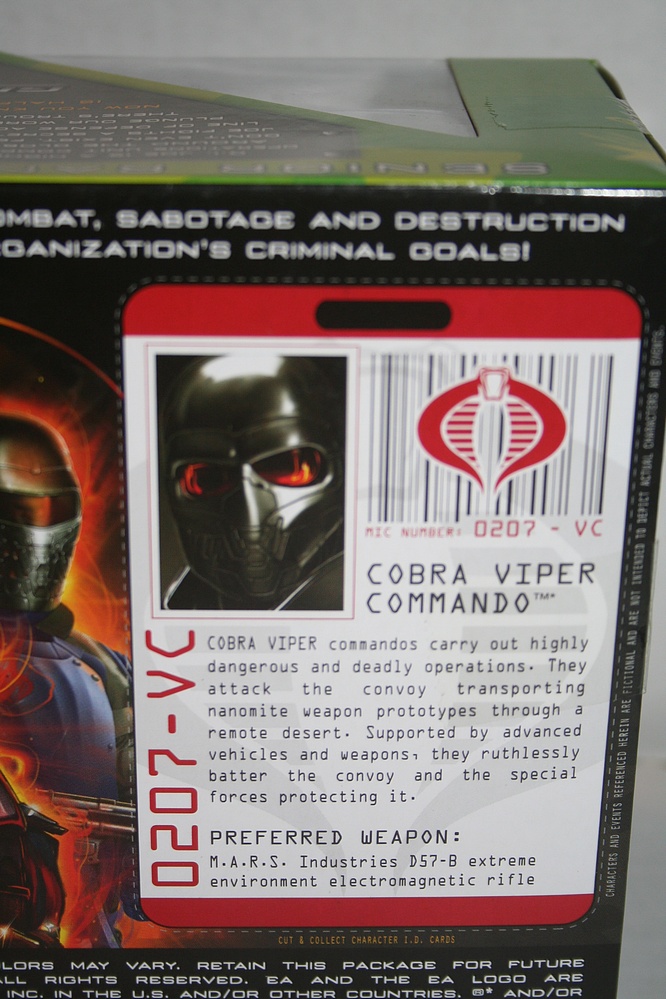 SENIOR
OMBAT, SABOTAGE AND DESTRUCTION
RGANIZATION'S CRIMINAL GOALS!
MIC NUMBER: 0207 - VC
COBRA VIPER
COMMANDO™*
0207-VC
COBRA VIPER commandos carry out highly
dangerous and deadly operations. They
attack the convoy transporting
nanomite weapon prototypes through a
remote desert. Supported by advanced
vehicles and weapons, they ruthlessly
batter the convoy and the special
forces protecting it.
PREFERRED WEAPON:
M.A.R.S. Industries D57-B extreme
environment electromagnetic rifle
CHARACTERS AND EVENTS REFERENCED HEREIN ARE FICTIONAL AND ARE NOT INTENDED TO DEPICT ACTUAL CHARACTERS AND EVENTS.
CUT & COLLECT CHARACTER I.D. CARDS
LORS MAY VARY. RETAIN THIS PACKAGE FOR FUTURE
ALL RIGHTS RESERVED. EA AND THE EA LOGO ARE
INC. IN THE U.S. AND/OR OTHER COUNTRIES. ®* AND/OR